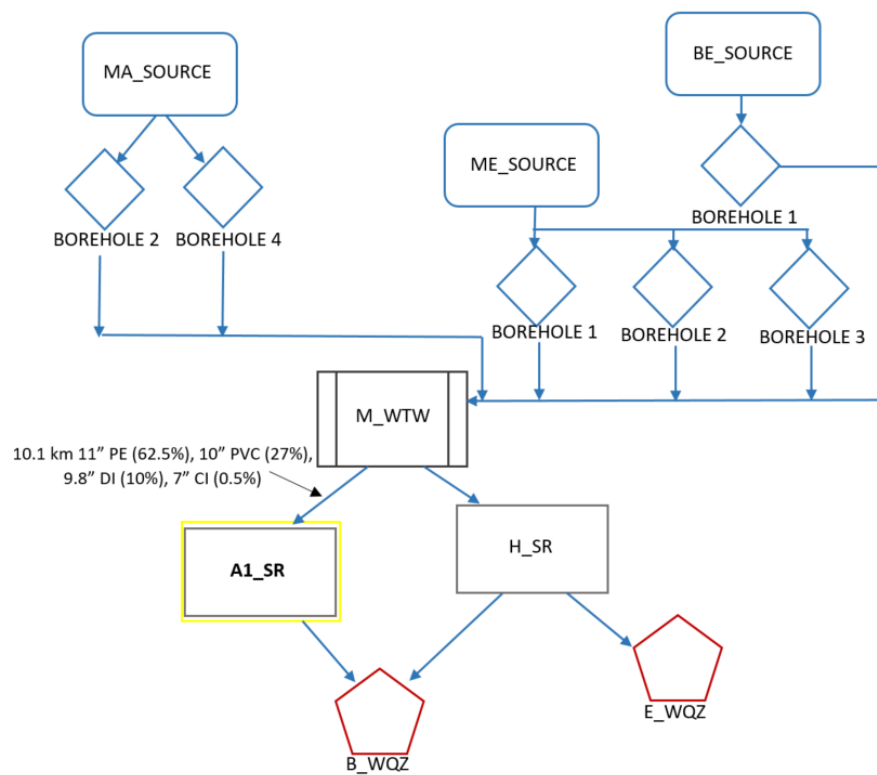 MA_SOURCE
BE_SOURCE
ME_SOURCE
BOREHOLE 2
BOREHOLE 4
BOREHOLE 1
BOREHOLE 1
BOREHOLE 2
BOREHOLE 3
M_WTW
10.1 km 11” PE (62.5%), 10” PVC (27%),
9.8” DI (10%), 7” CI (0.5%)
A1_SR
H_SR
E_WQZ
B_WQZ